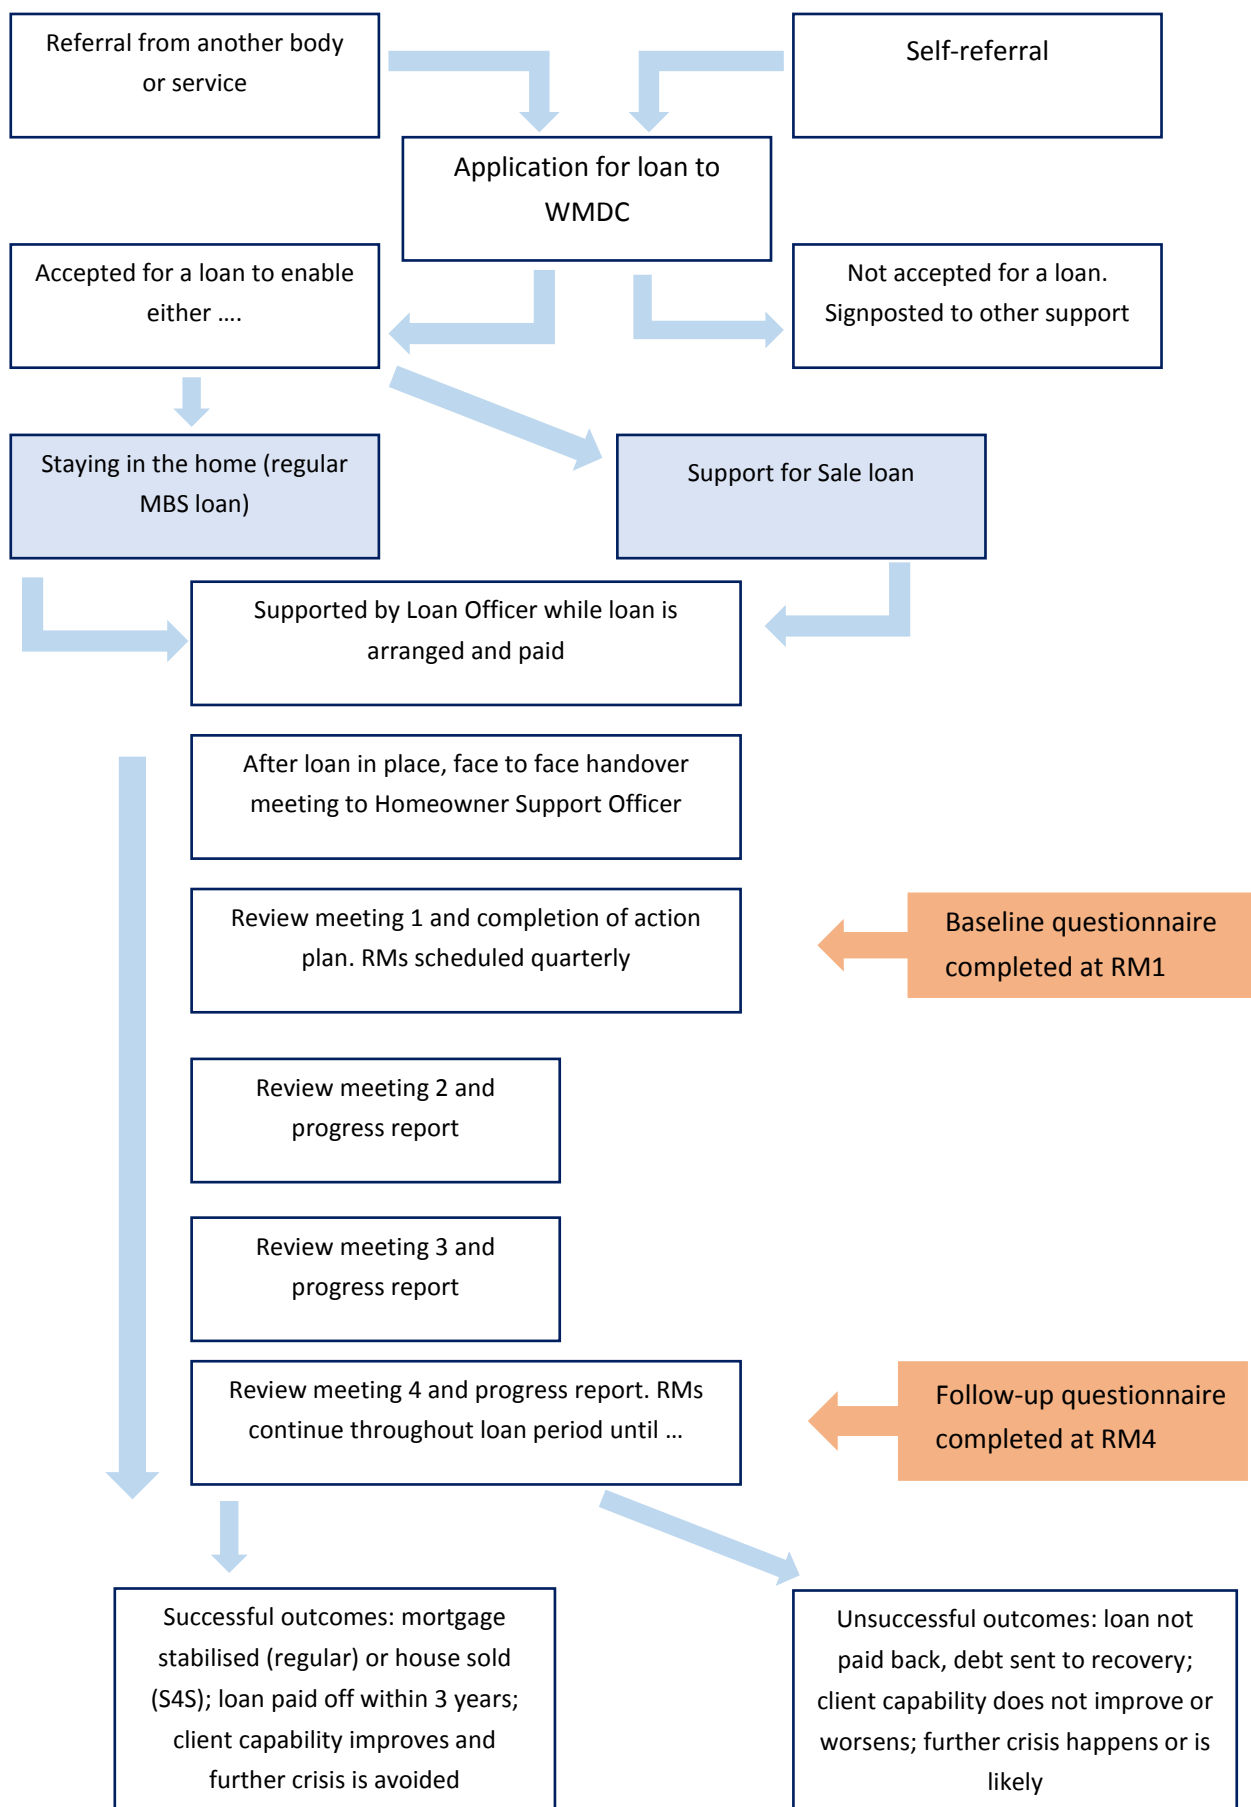 Referral from another body
or service
Self-referral
Application for loan to
WMDC
Accepted for a loan to enable
either ....
Not accepted for a loan.
Signposted to other support
Staying in the home (regular
MBS loan)
Support for Sale loan
Supported by Loan Officer while loan is
arranged and paid
After loan in place, face to face handover
meeting to Homeowner Support Officer
Review meeting 1 and completion of action
plan. RMs scheduled quarterly
Baseline questionnaire
completed at RM1
Review meeting 2 and
progress report
Review meeting 3 and
progress report
Review meeting 4 and progress report. RMs
continue throughout loan period until ...
Follow-up questionnaire
completed at RM4
Successful outcomes: mortgage
stabilised (regular) or house sold
(S4S); loan paid off within 3 years;
client capability improves and
further crisis is avoided
Unsuccessful outcomes: loan not
paid back, debt sent to recovery;
client capability does not improve or
worsens; further crisis happens or is
likely